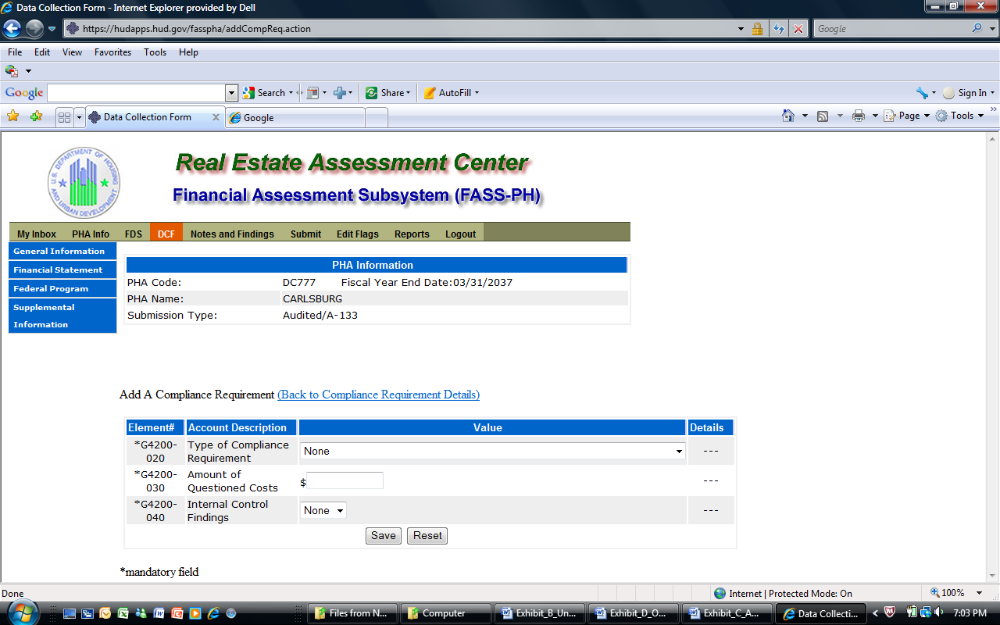 Data Collection Form - Internet Explorer provided by Dell
https://hudapps.hud.gov/fasspha/addCompReq.action
Google
File Edit View Favorites Tools Help
Google Search Share AutoFill Sign In
Data Collection Form Google Page Tools
U.S. DEPARTMENT OF HOUSING AND URBAN DEVELOPMENT
Real Estate Assessment Center
Financial Assessment Subsystem (FASS-PH)
My Inbox PHA Info FDS DCF Notes and Findings Submit Edit Flags Reports Logout
General Information
Financial Statement
Federal Program
Supplemental
Information
PHA Information
PHA Code: DC777 Fiscal Year End Date:03/31/2037
PHA Name: CARLSBURG
Submission Type: Audited/A-133
Add A Compliance Requirement (Back to Compliance Requirement Details)
Element# Account Description Value Details
*G4200-020 Type of Compliance Requirement None ---
*G4200-030 Amount of Questioned Costs $ ---
*G4200-040 Internal Control Findings None ---
Save Reset
*mandatory field
Done Internet | Protected Mode: On 100%
Files from N... Computer Exhibit_B_Un... Exhibit_D_O... Exhibit_C_A... Data Collecti... 7:03 PM